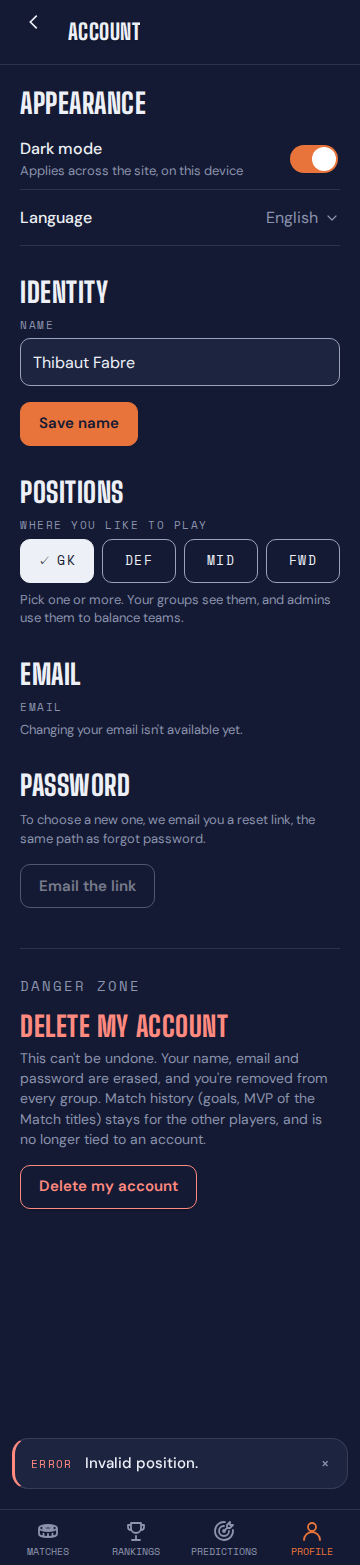 ACCOUNT
APPEARANCE
Dark mode
Applies across the site, on this device
Language English
IDENTITY
NAME
Thibaut Fabre
Save name
POSITIONS
WHERE YOU LIKE TO PLAY
✓ GK DEF MID FWD
Pick one or more. Your groups see them, and admins
use them to balance teams.
EMAIL
EMAIL
Changing your email isn't available yet.
PASSWORD
To choose a new one, we email you a reset link, the
same path as forgot password.
Email the link
DANGER ZONE
DELETE MY ACCOUNT
This can't be undone. Your name, email and
password are erased, and you're removed from
every group. Match history (goals, MVP of the
Match titles) stays for the other players, and is
no longer tied to an account.
Delete my account
ERROR Invalid position. ×
MATCHES RANKINGS PREDICTIONS PROFILE